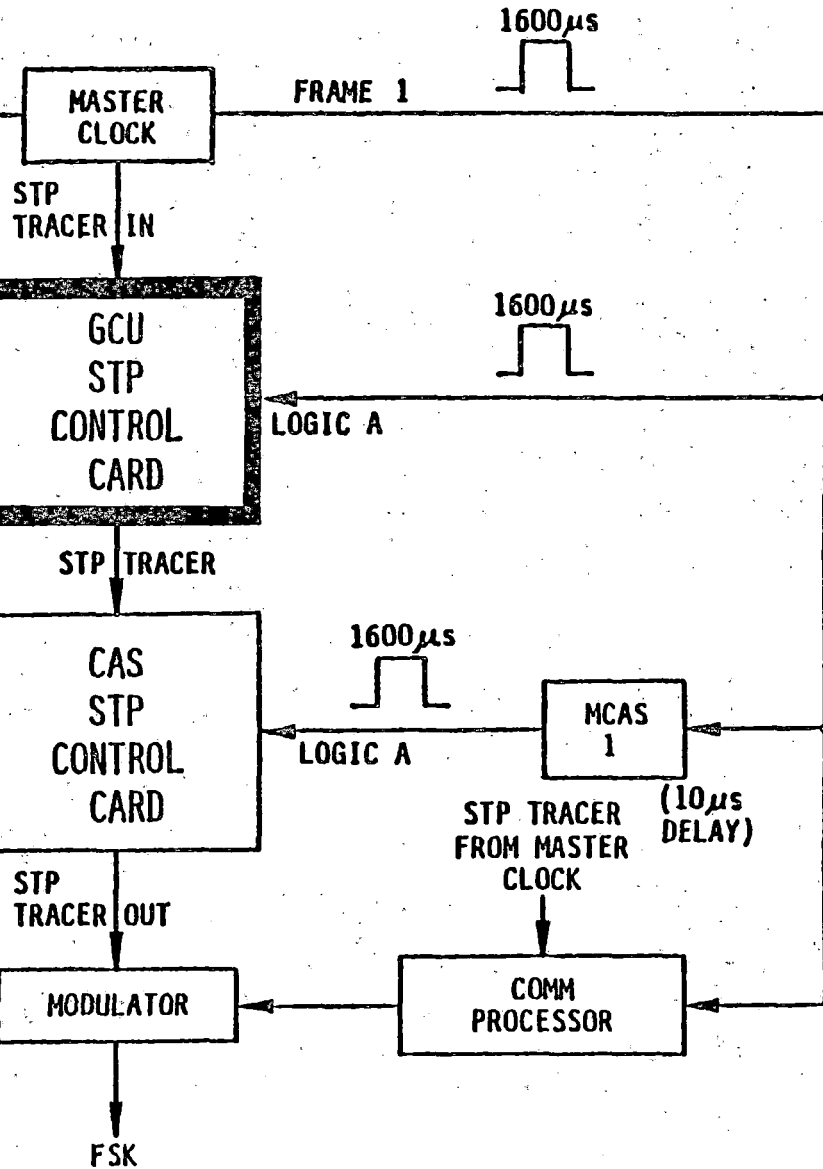 1600μs
MASTER
CLOCK
FRAME 1
STP
TRACER IN
1600μs
GCU
STP
CONTROL
CARD
LOGIC A
STP TRACER
1600μs
CAS
STP
CONTROL
CARD
LOGIC A
MCAS
1
(10μs
DELAY)
STP TRACER
FROM MASTER
CLOCK
STP
TRACER OUT
MODULATOR
COMM
PROCESSOR
FSK